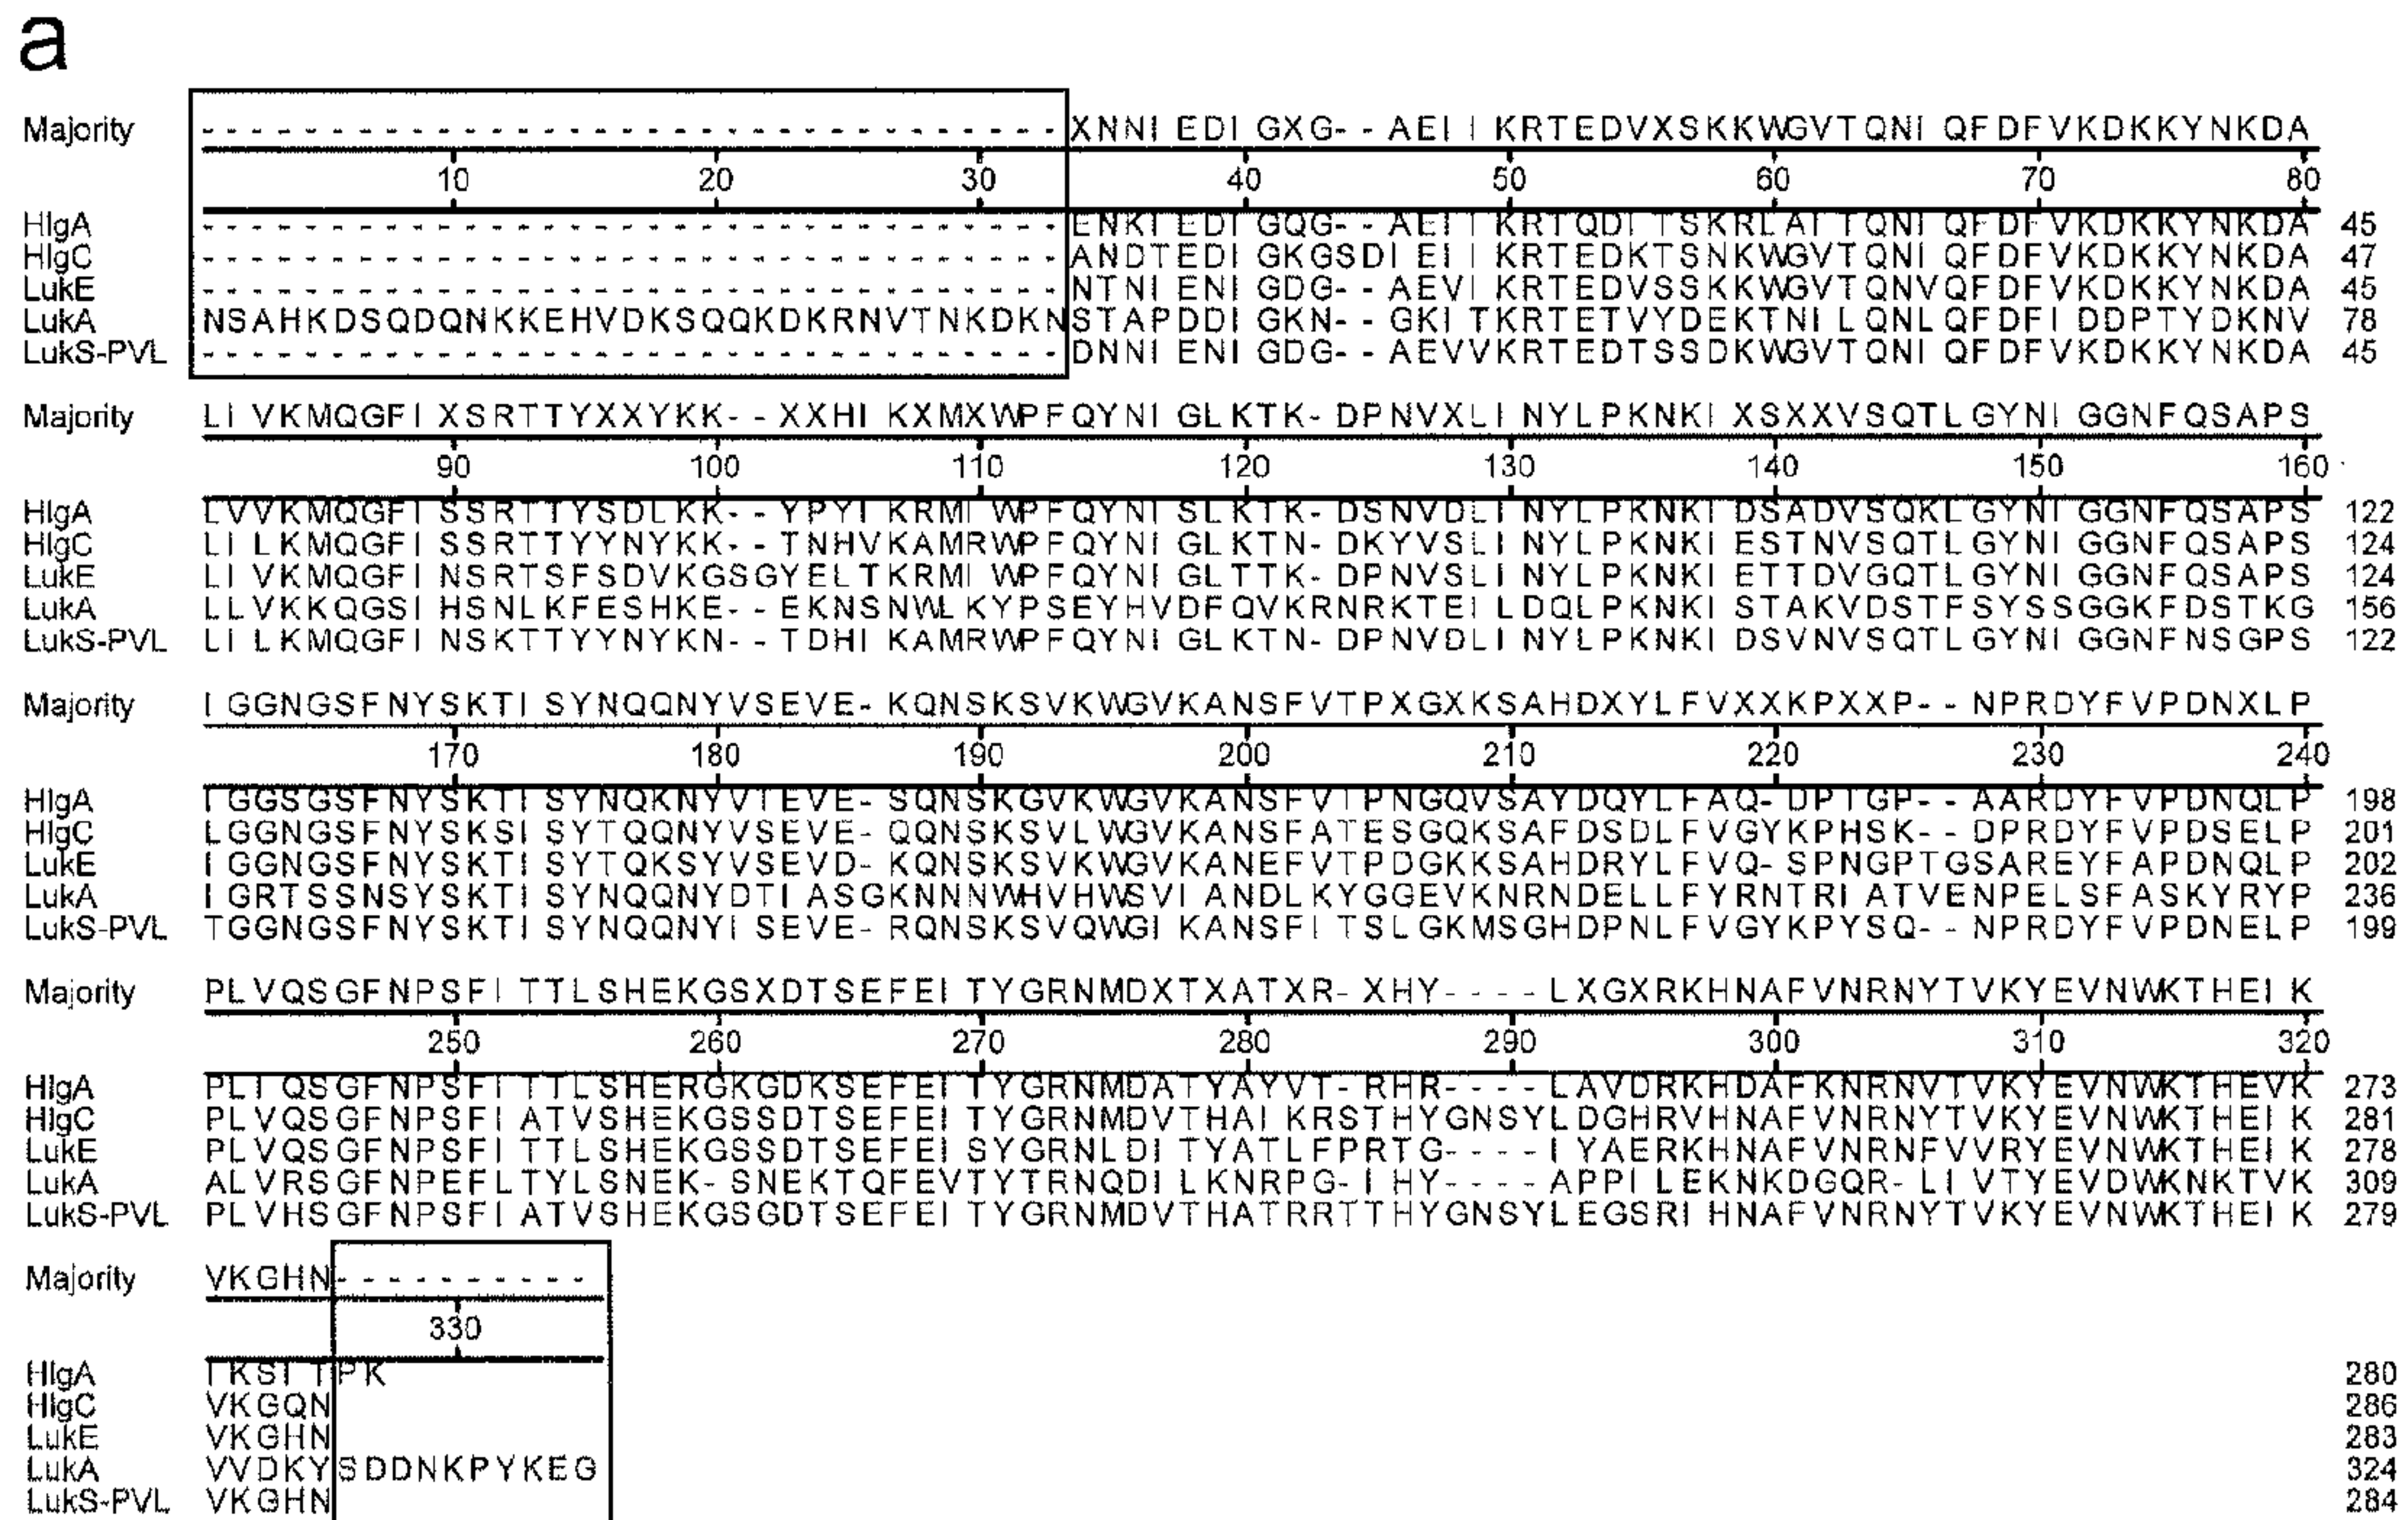 a
Majority - - - - - - - - - - - - - - - - - - - - - - - - - - - - - - - - - XNNIEDIGXG--AEIIKRTEDVXSKKWGVTQNIQFDFVKDKKYNKDA
10 20 30 40 50 60 70 80
HlgA - - - - - - - - - - - - - - - - - - - - - - - - - - - - - - - - - ENKIEDIGQG--AEIIKRTQDITSKRLAITQNIQFDFVKDKKYNKDA 45
HlgC - - - - - - - - - - - - - - - - - - - - - - - - - - - - - - - - - ANDTEDIGKGSDIEIIKRTEDKTSNKWGVTQNIQFDFVKDKKYNKDA 47
LukE - - - - - - - - - - - - - - - - - - - - - - - - - - - - - - - - - NTNIENIGDG--AEVIKRTEDVSSKKWGVTQNVQFDFVKDKKYNKDA 45
LukA NSAHKDSQDQNKKEHVDKSQQKDKRNVTNKDKNSTAPDDIGKN--GKITKRTETVYDEKTNILQNLQFDFIDDPTYDKNV 78
LukS-PVL - - - - - - - - - - - - - - - - - - - - - - - - - - - - - - - - - DNNIENIGDG--AEVVKRTEDTSSDKWGVTQNIQFDFVKDKKYNKDA 45
Majority LIVKMQGFIXSRTTYXXYKK--XXHIKXMXWPFQYNIGLKTK-DPNVXLINYLPKNKIXSXXVSQTLGYNIGGNFQSAPS
90 100 110 120 130 140 150 160
HlgA LVVKMQGFISSRTTYSDLKK--YPYIKRMIWPFQYNISLKTK-DSNVDLINYLPKNKIDSADVSQKLGYNIGGNFQSAPS 122
HlgC LILKMQGFISSRTTYYNYKK--TNHVKAMRWPFQYNIGLKTN-DKYVSLINYLPKNKIESTNVSQTLGYNIGGNFQSAPS 124
LukE LIVKMQGFINSRTSFSDVKGSGYELTKRMIWPFQYNIGLTTK-DPNVSLINYLPKNKIETTDVGQTLGYNIGGNFQSAPS 124
LukA LLVKKQGSIHSNLKFESHKE--EKNSNWLKYPSEYHVDFQVKRNRKTEILDQLPKNKISTAKVDSTFSYSSGGKFDSTKG 156
LukS-PVL LILKMQGFINSKTTYYNYKN--TDHIKAMRWPFQYNIGLKTN-DPNVDLINYLPKNKIDSVNVSQTLGYNIGGNFNSGPS 122
Majority IGGNGSFNYSKTISYNQQNYVSEVE-KQNSKSVKWGVKANSFVTPXGXKSAHDXYLFVXXKPXXP--NPRDYFVPDNXLP
170 180 190 200 210 220 230 240
HlgA IGGSGSFNYSKTISYNQKNYVTEVE-SQNSKGVKWGVKANSFVTPNGQVSAYDQYLFAQ-DPTGP--AARDYFVPDNQLP 198
HlgC LGGNGSFNYSKSISYTQQNYVSEVE-QQNSKSVLWGVKANSFATESGQKSAFDSDLFVGYKPHSK--DPRDYFVPDSELP 201
LukE IGGNGSFNYSKTISYTQKSYVSEVD-KQNSKSVKWGVKANEFVTPDGKKSAHDRYLFVQ-SPNGPTGSAREYFAPDNQLP 202
LukA IGRTSSNSYSKTISYNQQNYDTIASGKNNNWHVHWSVIANDLKYGGEVKNRNDELLFYRNTRIATVENPELSFASKYRYP 236
LukS-PVL TGGNGSFNYSKTISYNQQNYISEVE-RQNSKSVQWGIKANSFITSLGKMSGHDPNLFVGYKPYSQ--NPRDYFVPDNELP 199
Majority PLVQSGFNPSFITTLSHEKGSXDTSEFEITYGRNMDXTXATXR-XHY----LXGXRKHNAFVNRNYTVKYEVNWKTHEIK
250 260 270 280 290 300 310 320
HlgA PLIQSGFNPSFITTLSHERGKGDKSEFEITYGRNMDATYAYVT-RHR----LAVDRKHDAFKNRNVTVKYEVNWKTHEVK 273
HlgC PLVQSGFNPSFIATVSHEKGSSDTSEFEITYGRNMDVTHAIKRSTHYGNSYLDGHRVHNAFVNRNYTVKYEVNWKTHEIK 281
LukE PLVQSGFNPSFITTLSHEKGSSDTSEFEISYGRNLDITYATLFPRTG----IYAERKHNAFVNRNFVVRYEVNWKTHEIK 278
LukA ALVRSGFNPEFLTYLSNEK-SNEKTQFEVTYTRNQDILKNRPG-IHY----APPILEKNKDGQR-LIVTYEVDWKNKTVK 309
LukS-PVL PLVHSGFNPSFIATVSHEKGSGDTSEFEITYGRNMDVTHATRRTTHYGNSYLEGSRIHNAFVNRNYTVKYEVNWKTHEIK 279
Majority VKGHN- - - - - - - - - -
330
HlgA IKSITPK 280
HlgC VKGQN 286
LukE VKGHN 283
LukA VVDKYSDDNKPYKEG 324
LukS-PVL VKGHN 284